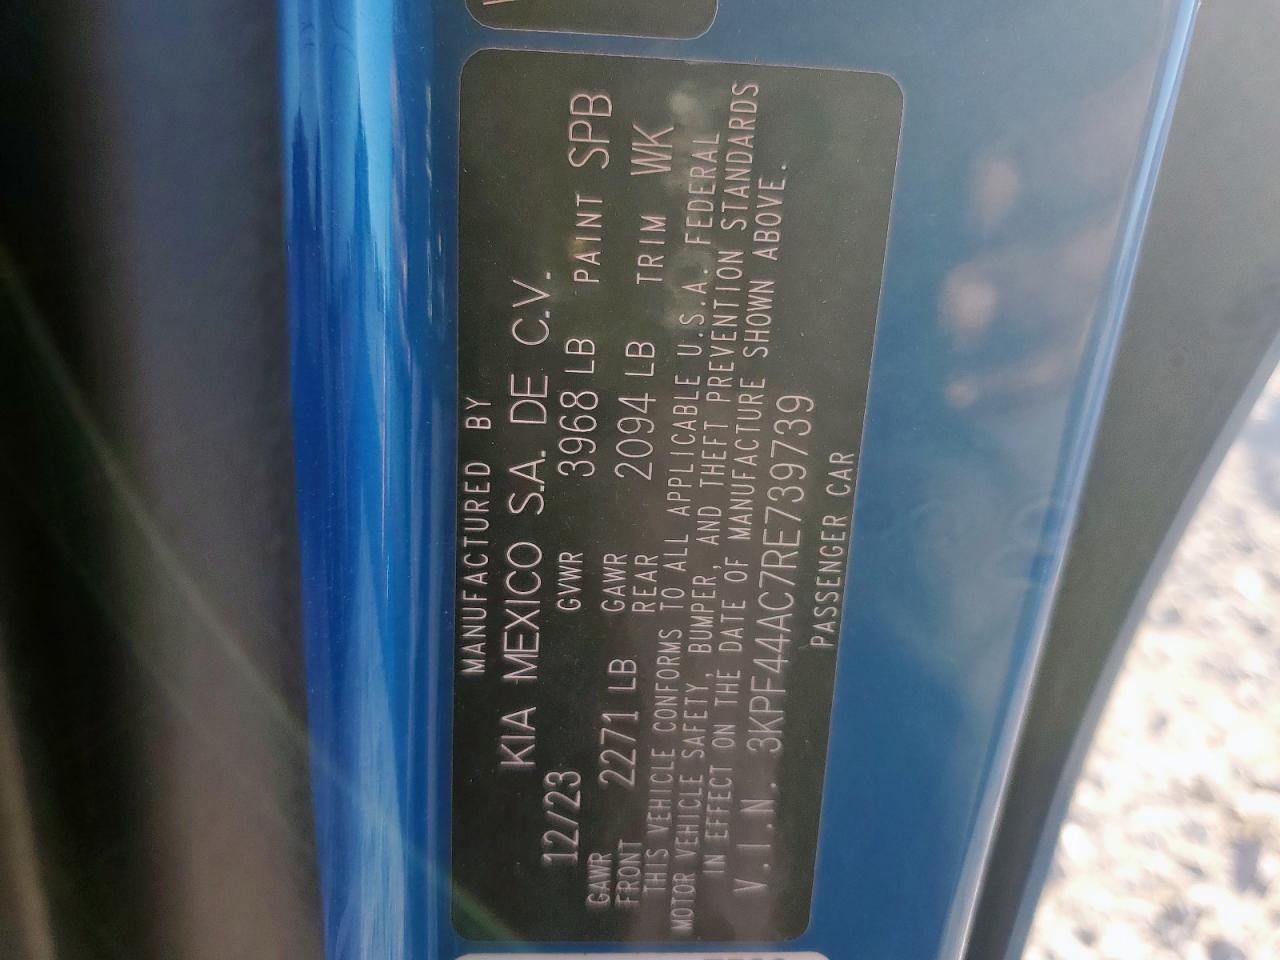 MANUFACTURED BY
KIA MEXICO S.A. DE C.V.
12/23 GVWR 3968 LB PAINT SPB
GAWR FRONT 2271 LB GAWR REAR 2094 LB TRIM WK
THIS VEHICLE CONFORMS TO ALL APPLICABLE U.S.A. FEDERAL
MOTOR VEHICLE SAFETY, BUMPER, AND THEFT PREVENTION STANDARDS
IN EFFECT ON THE DATE OF MANUFACTURE SHOWN ABOVE.
V.I.N. 3KPF44AC7RE739739
PASSENGER CAR